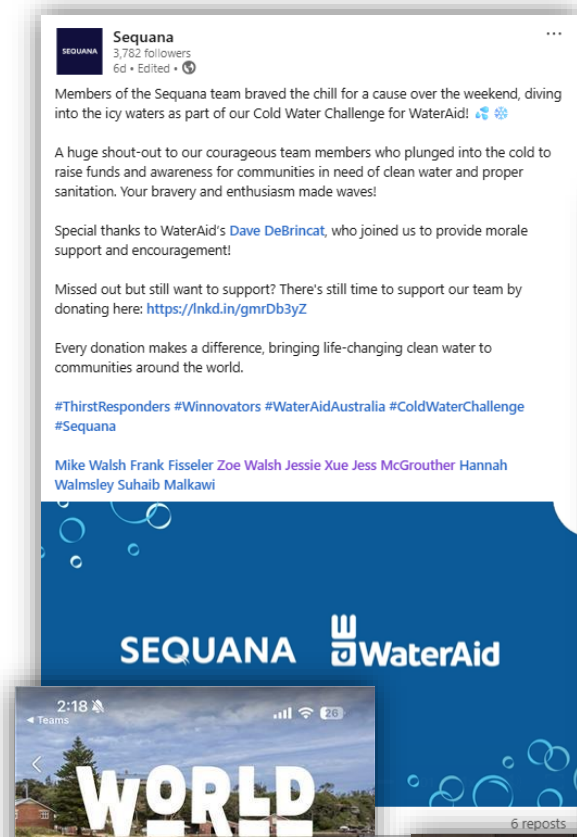 SEQUANA
Sequana
3,782 followers
6d • Edited •
Members of the Sequana team braved the chill for a cause over the weekend, diving
into the icy waters as part of our Cold Water Challenge for WaterAid! 💦 ❄️
A huge shout-out to our courageous team members who plunged into the cold to
raise funds and awareness for communities in need of clean water and proper
sanitation. Your bravery and enthusiasm made waves!
Special thanks to WaterAid's Dave DeBrincat, who joined us to provide morale
support and encouragement!
Missed out but still want to support? There's still time to support our team by
donating here: https://lnkd.in/gmrDb3yZ
Every donation makes a difference, bringing life-changing clean water to
communities around the world.
#ThirstResponders #Winnovators #WaterAidAustralia #ColdWaterChallenge
#Sequana
Mike Walsh Frank Fisseler Zoe Walsh Jessie Xue Jess McGrouther Hannah
Walmsley Suhaib Malkawi
SEQUANA WaterAid
2:18
26
◄ Teams
WORLD
6 reposts